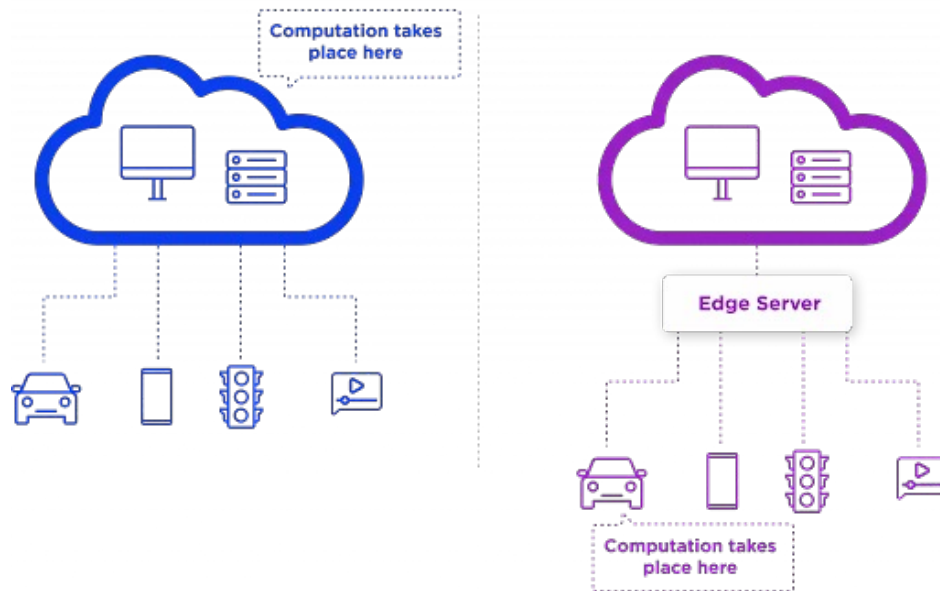 Computation takes
place here
Edge Server
Computation takes
place here